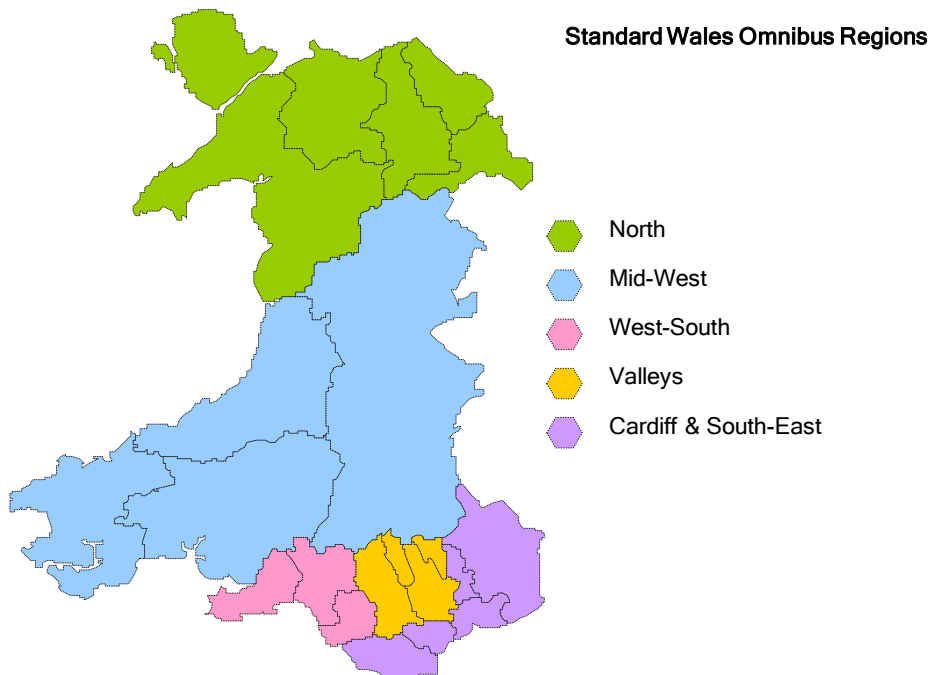 Standard Wales Omnibus Regions
North
Mid-West
West-South
Valleys
Cardiff & South-East